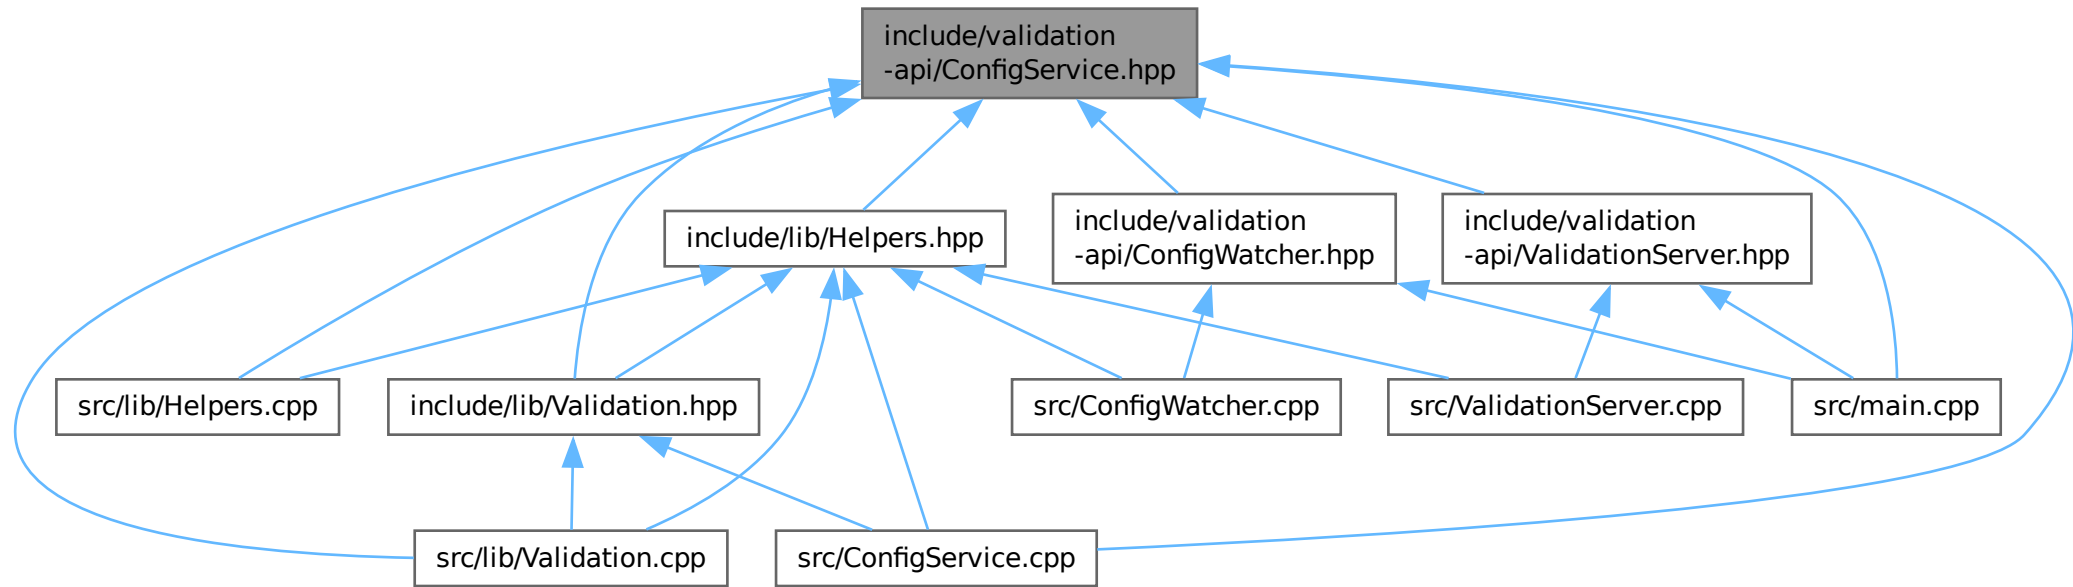 include/validation
-api/ConfigService.hpp
include/lib/Helpers.hpp
include/validation
-api/ConfigWatcher.hpp
include/validation
-api/ValidationServer.hpp
src/lib/Helpers.cpp
include/lib/Validation.hpp
src/ConfigWatcher.cpp
src/ValidationServer.cpp
src/main.cpp
src/lib/Validation.cpp
src/ConfigService.cpp